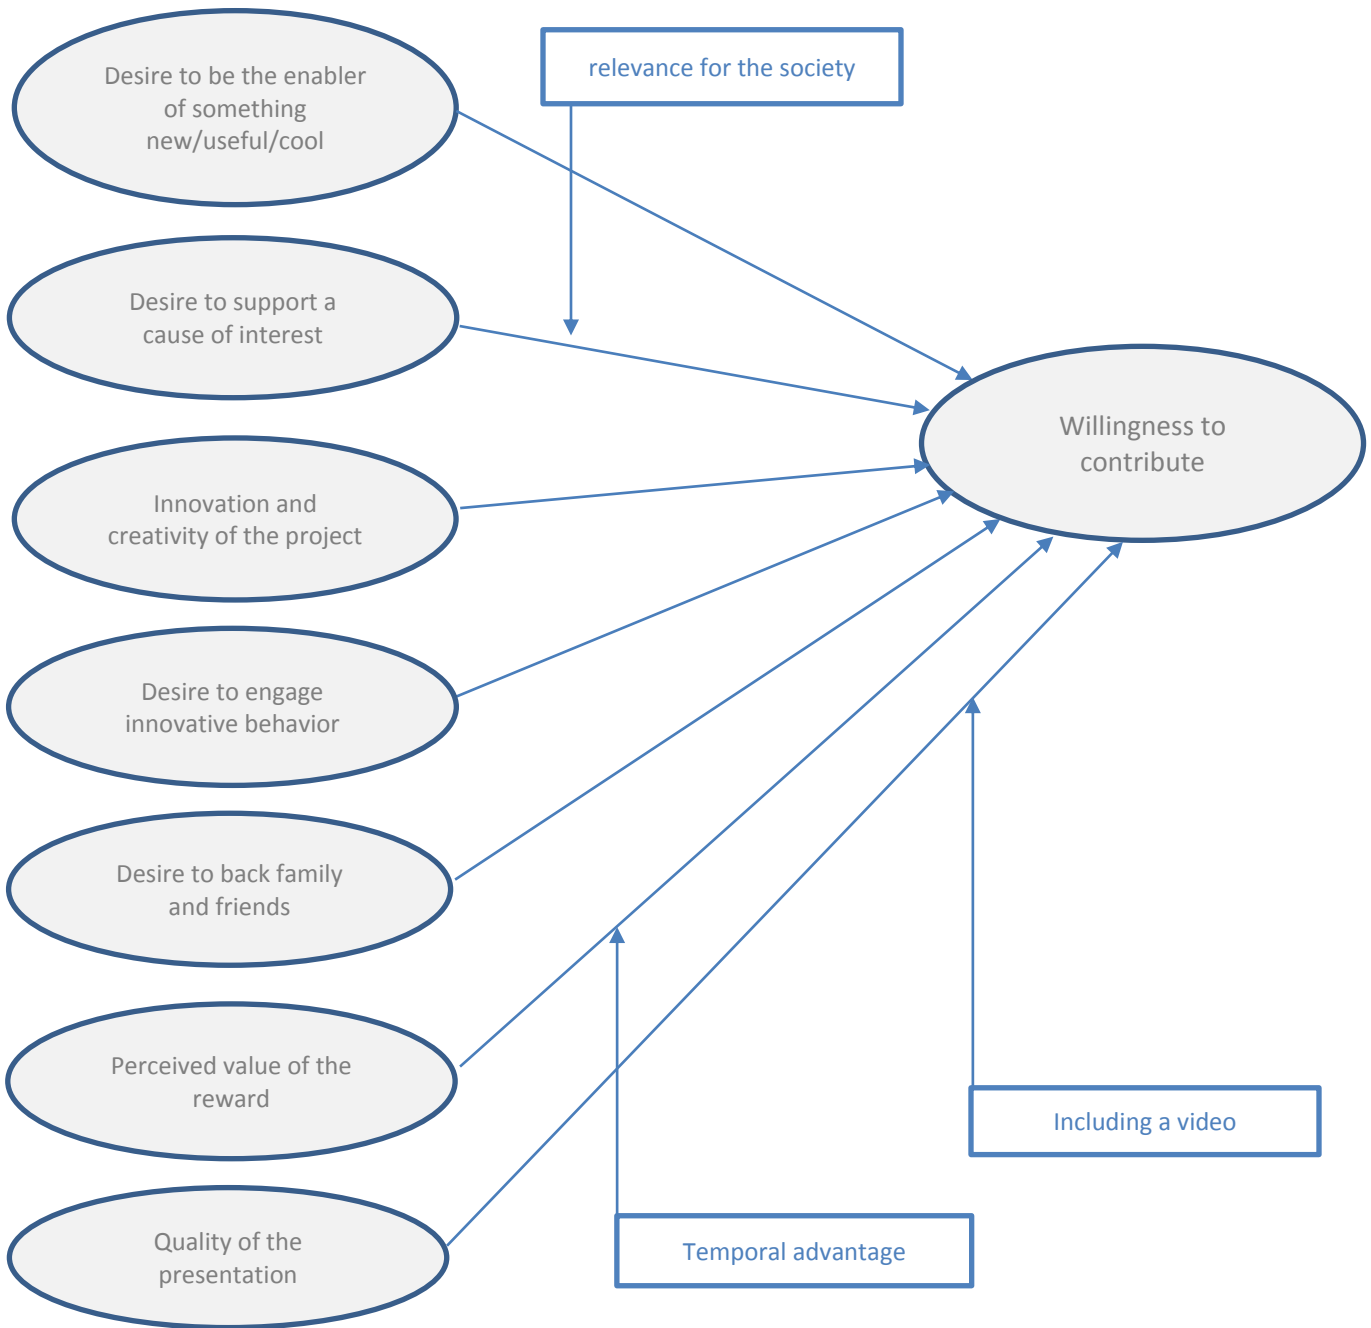 Desire to be the enabler
of something
new/useful/cool
relevance for the society
Desire to support a
cause of interest
Willingness to
contribute
Innovation and
creativity of the project
Desire to engage
innovative behavior
Desire to back family
and friends
Perceived value of the
reward
Including a video
Quality of the
presentation
Temporal advantage